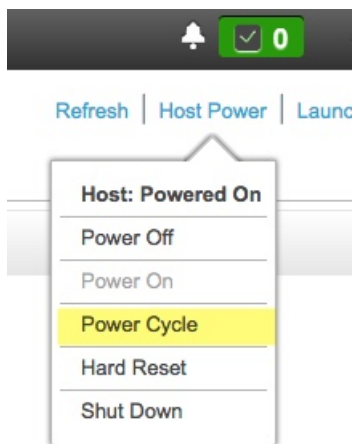 0
Refresh | Host Power | Launc
Host: Powered On
Power Off
Power On
Power Cycle
Hard Reset
Shut Down